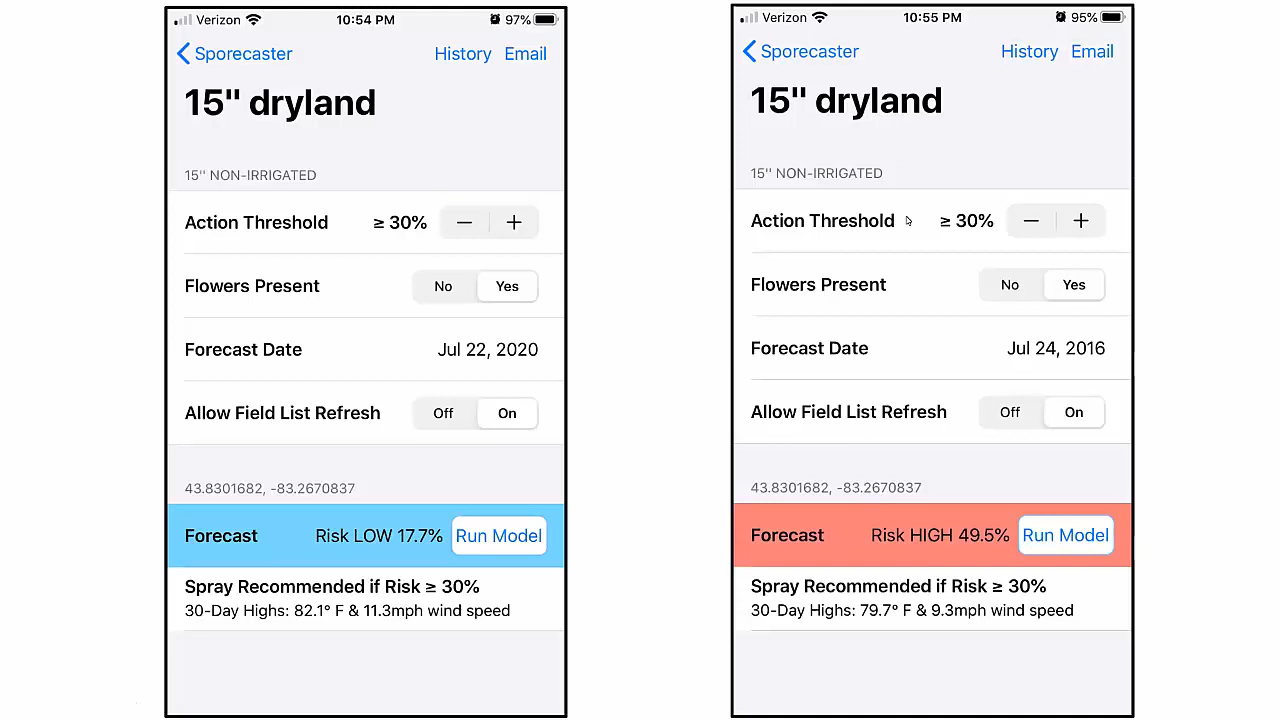 Verizon 10:54 PM 97%
Sporecaster History Email
15" dryland
15" NON-IRRIGATED
Action Threshold ≥ 30% − +
Flowers Present No Yes
Forecast Date Jul 22, 2020
Allow Field List Refresh Off On
43.8301682, -83.2670837
Forecast Risk LOW 17.7% Run Model
Spray Recommended if Risk ≥ 30%
30-Day Highs: 82.1° F & 11.3mph wind speed
Verizon 10:55 PM 95%
Sporecaster History Email
15" dryland
15" NON-IRRIGATED
Action Threshold ≥ 30% − +
Flowers Present No Yes
Forecast Date Jul 24, 2016
Allow Field List Refresh Off On
43.8301682, -83.2670837
Forecast Risk HIGH 49.5% Run Model
Spray Recommended if Risk ≥ 30%
30-Day Highs: 79.7° F & 9.3mph wind speed